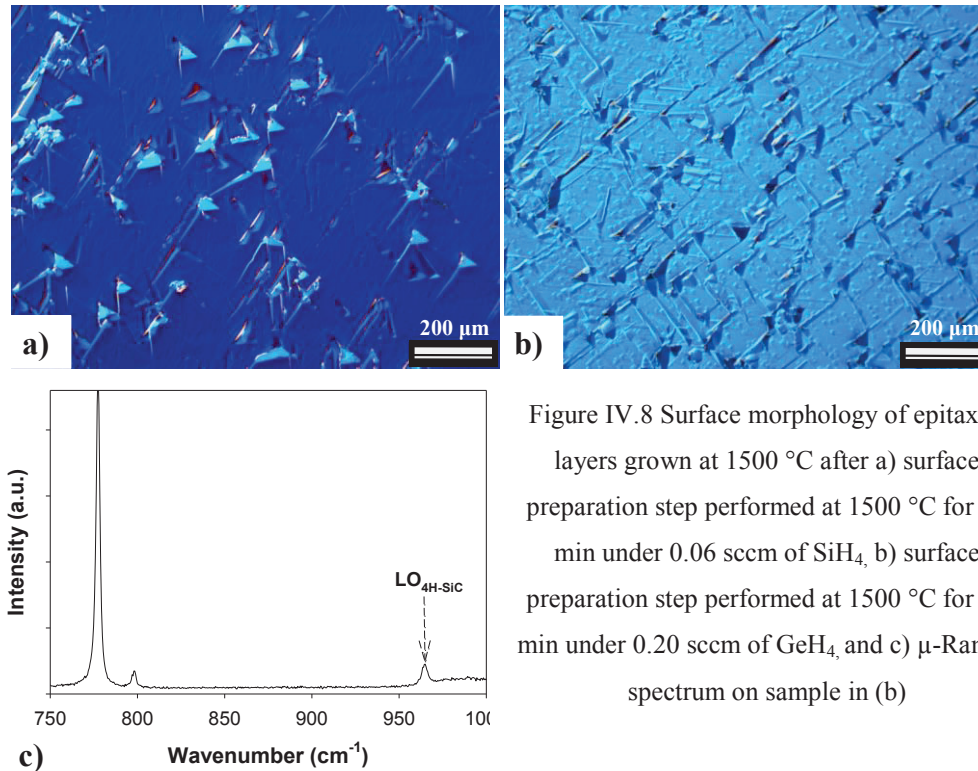 200 µm
a)
200 µm
b)
Intensity (a.u.)
LO4H-SiC
750 800 850 900 950 100
Wavenumber (cm-1)
c)
Figure IV.8 Surface morphology of epitax
layers grown at 1500 °C after a) surface
preparation step performed at 1500 °C for
min under 0.06 sccm of SiH4, b) surface
preparation step performed at 1500 °C for
min under 0.20 sccm of GeH4, and c) µ-Ran
spectrum on sample in (b)